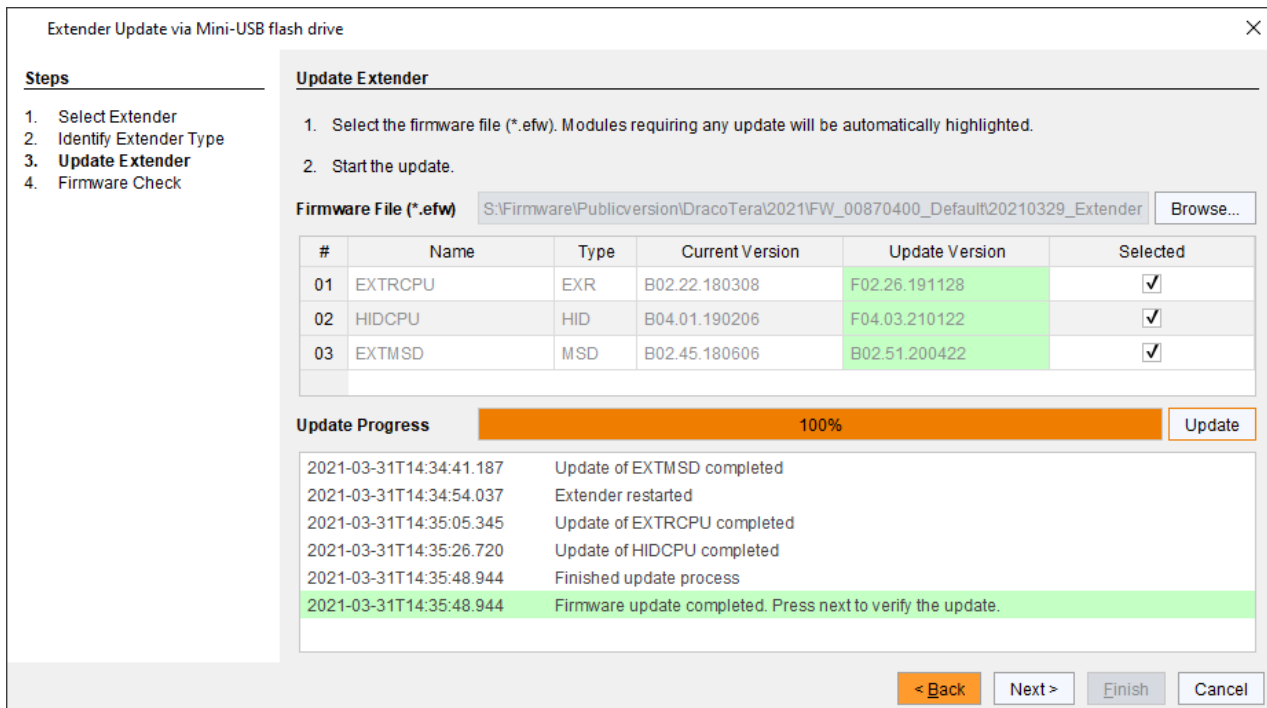 Extender Update via Mini-USB flash drive
Steps
1. Select Extender
2. Identify Extender Type
3. Update Extender
4. Firmware Check
Update Extender
1. Select the firmware file (*.efw). Modules requiring any update will be automatically highlighted.
2. Start the update.
Firmware File (*.efw) S:\Firmware\Publicversion\DracoTera\2021\FW_00870400_Default\20210329_Extender Browse...
# Name Type Current Version Update Version Selected
01 EXTRCPU EXR B02.22.180308 F02.26.191128
02 HIDCPU HID B04.01.190206 F04.03.210122
03 EXTMSD MSD B02.45.180606 B02.51.200422
Update Progress 100% Update
2021-03-31T14:34:41.187 Update of EXTMSD completed
2021-03-31T14:34:54.037 Extender restarted
2021-03-31T14:35:05.345 Update of EXTRCPU completed
2021-03-31T14:35:26.720 Update of HIDCPU completed
2021-03-31T14:35:48.944 Finished update process
2021-03-31T14:35:48.944 Firmware update completed. Press next to verify the update.
< Back Next > Finish Cancel